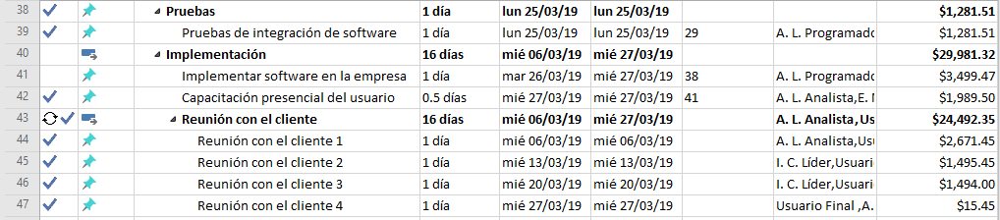 38 Pruebas 1 día lun 25/03/19 lun 25/03/19 $1,281.51
39 Pruebas de integración de software 1 día lun 25/03/19 lun 25/03/19 29 A. L. Programado $1,281.51
40 Implementación 16 días mié 06/03/19 mié 27/03/19 $29,981.32
41 Implementar software en la empresa 1 día mar 26/03/19 mié 27/03/19 38 A. L. Programado $3,499.47
42 Capacitación presencial del usuario 0.5 días mié 27/03/19 mié 27/03/19 41 A. L. Analista,E. $1,989.50
43 Reunión con el cliente 16 días mié 06/03/19 mié 27/03/19 A. L. Analista,Us $24,492.35
44 Reunión con el cliente 1 1 día mié 06/03/19 mié 06/03/19 A. L. Analista,Usu $2,671.45
45 Reunión con el cliente 2 1 día mié 13/03/19 mié 13/03/19 I. C. Líder,Usuari $1,495.45
46 Reunión con el cliente 3 1 día mié 20/03/19 mié 20/03/19 I. C. Líder,Usuari $1,494.00
47 Reunión con el cliente 4 1 día mié 27/03/19 mié 27/03/19 Usuario Final ,A. $15.45